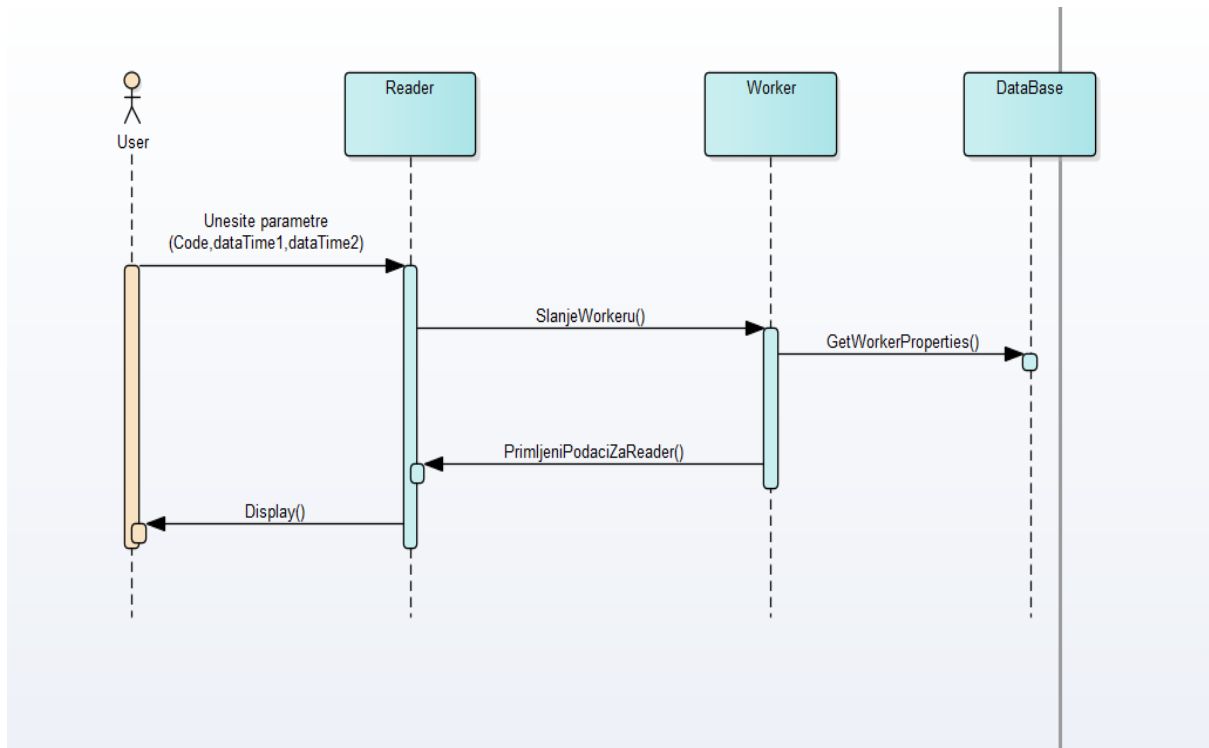 Reader
Worker
DataBase
User
Unesite parametre
(Code,dataTime1,dataTime2)
SlanjeWorkeru()
GetWorkerProperties()
PrimljeniPodaciZaReader()
Display()